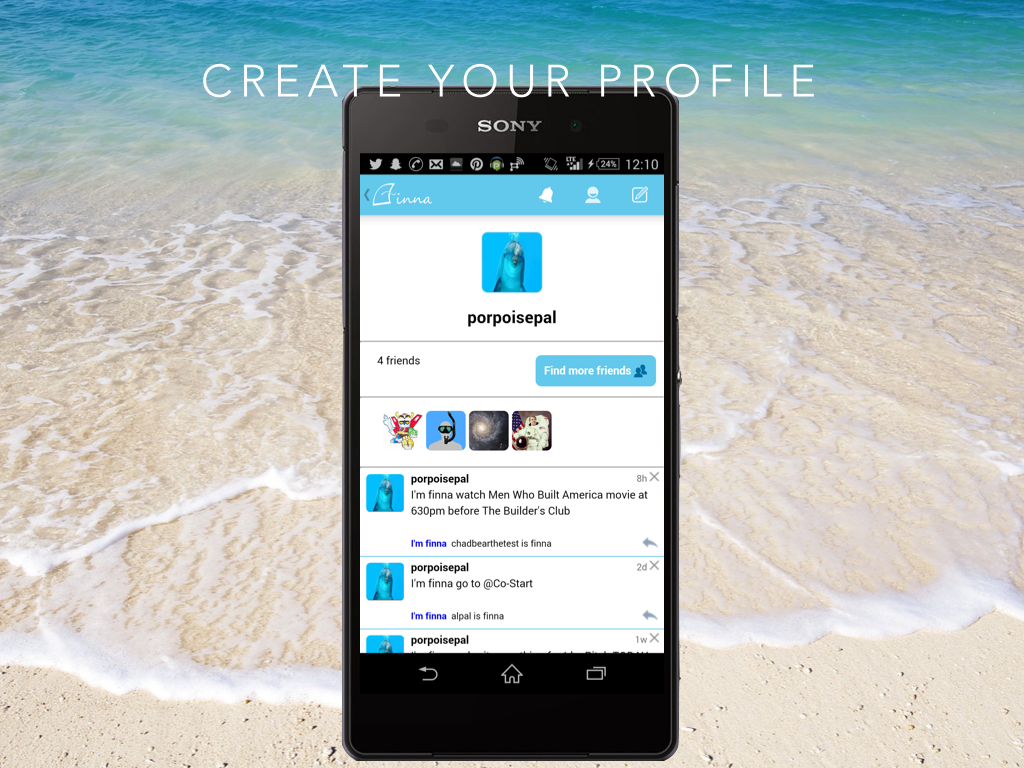 CREATE YOUR PROFILE
SONY
LTE 24% 12:10
Finna
porpoisepal
4 friends
Find more friends
porpoisepal 8h
I'm finna watch Men Who Built America movie at
630pm before The Builder's Club
I'm finna chadbearthetest is finna
porpoisepal 2d
I'm finna go to @Co-Start
I'm finna alpal is finna
porpoisepal 1w